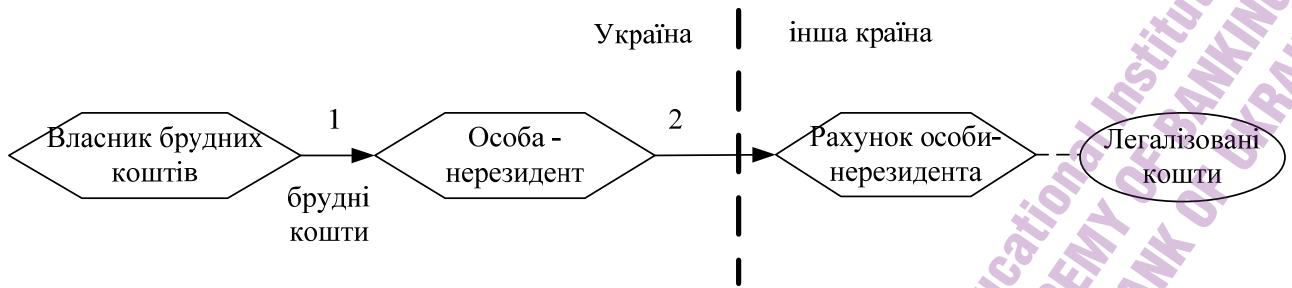 Україна
інша країна
Власник брудних
коштів
1
брудні
кошти
Особа -
нерезидент
2
Рахунок особи-
нерезидента
Легалізовані
кошти